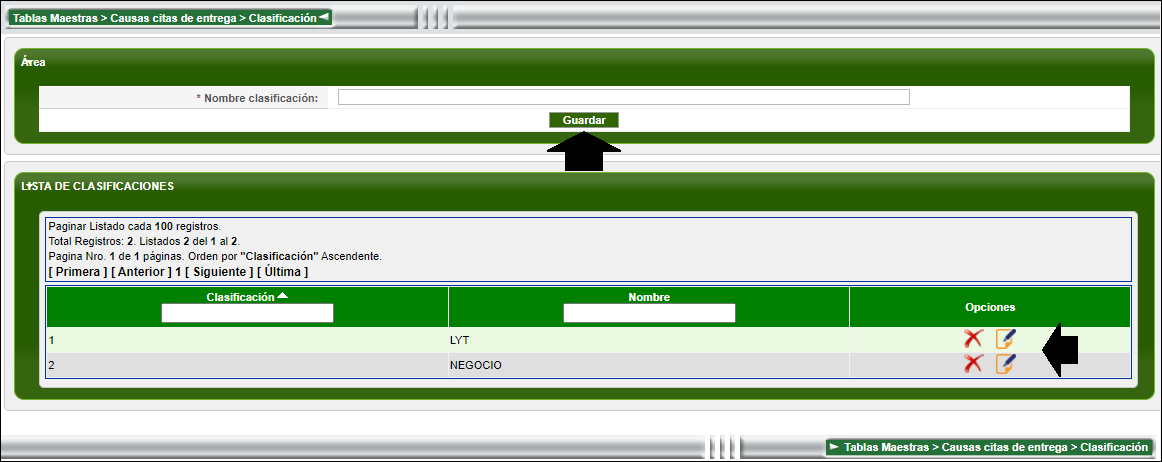 Tablas Maestras > Causas citas de entrega > Clasificación
Área
* Nombre clasificación:
Guardar
LISTA DE CLASIFICACIONES
Paginar Listado cada 100 registros.
Total Registros: 2. Listados 2 del 1 al 2.
Pagina Nro. 1 de 1 páginas. Orden por "Clasificación" Ascendente.
[ Primera ] [ Anterior ] 1 [ Siguiente ] [ Última ]
Clasificación Nombre Opciones
1 LYT
2 NEGOCIO
Tablas Maestras > Causas citas de entrega > Clasificación